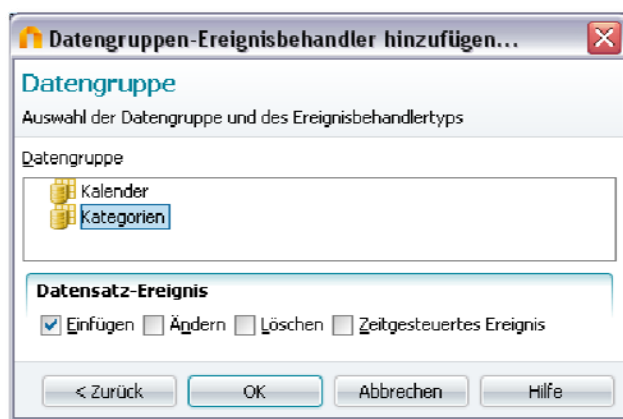 Datengruppen-Ereignisbehandler hinzufügen...
Datengruppe
Auswahl der Datengruppe und des Ereignisbehandlertyps
Datengruppe
Kalender
Kategorien
Datensatz-Ereignis
Einfügen Ändern Löschen Zeitgesteuertes Ereignis
< Zurück OK Abbrechen Hilfe